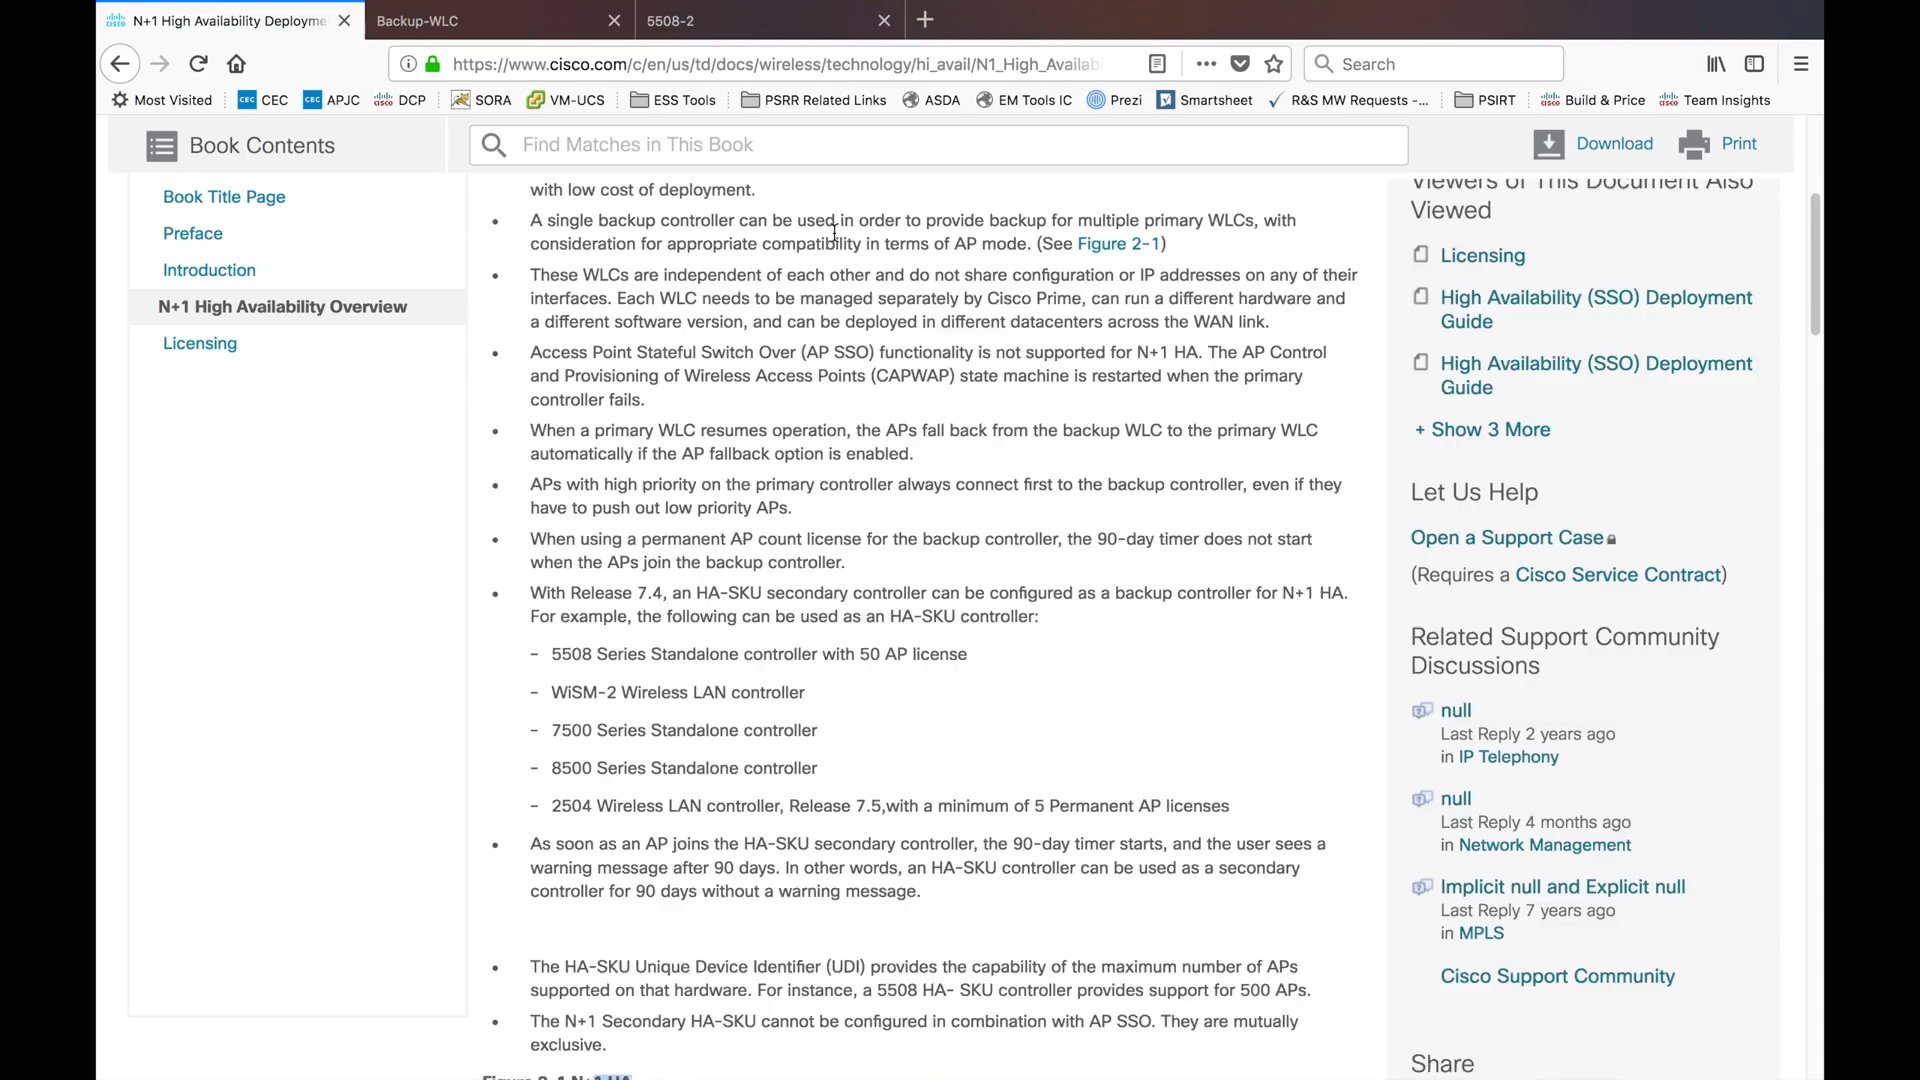 N+1 High Availability Deployme
Backup-WLC
5508-2
https://www.cisco.com/c/en/us/td/docs/wireless/technology/hi_avail/N1_High_Availab
Search
Most Visited
CEC CEC
CEC APJC
cisco DCP
SORA
VM-UCS
ESS Tools
PSRR Related Links
ASDA
EM Tools IC
Prezi
Smartsheet
R&S MW Requests -...
PSIRT
cisco Build & Price
cisco Team Insights
Book Contents
Find Matches in This Book
Download
Print
Book Title Page
Preface
Introduction
N+1 High Availability Overview
Licensing
with low cost of deployment.
• A single backup controller can be used in order to provide backup for multiple primary WLCs, with
consideration for appropriate compatibility in terms of AP mode. (See Figure 2-1)
• These WLCs are independent of each other and do not share configuration or IP addresses on any of their
interfaces. Each WLC needs to be managed separately by Cisco Prime, can run a different hardware and
a different software version, and can be deployed in different datacenters across the WAN link.
• Access Point Stateful Switch Over (AP SSO) functionality is not supported for N+1 HA. The AP Control
and Provisioning of Wireless Access Points (CAPWAP) state machine is restarted when the primary
controller fails.
• When a primary WLC resumes operation, the APs fall back from the backup WLC to the primary WLC
automatically if the AP fallback option is enabled.
• APs with high priority on the primary controller always connect first to the backup controller, even if they
have to push out low priority APs.
• When using a permanent AP count license for the backup controller, the 90-day timer does not start
when the APs join the backup controller.
• With Release 7.4, an HA-SKU secondary controller can be configured as a backup controller for N+1 HA.
For example, the following can be used as an HA-SKU controller:
– 5508 Series Standalone controller with 50 AP license
– WiSM-2 Wireless LAN controller
– 7500 Series Standalone controller
– 8500 Series Standalone controller
– 2504 Wireless LAN controller, Release 7.5,with a minimum of 5 Permanent AP licenses
• As soon as an AP joins the HA-SKU secondary controller, the 90-day timer starts, and the user sees a
warning message after 90 days. In other words, an HA-SKU controller can be used as a secondary
controller for 90 days without a warning message.
• The HA-SKU Unique Device Identifier (UDI) provides the capability of the maximum number of APs
supported on that hardware. For instance, a 5508 HA- SKU controller provides support for 500 APs.
• The N+1 Secondary HA-SKU cannot be configured in combination with AP SSO. They are mutually
exclusive.
Figure 2-1 N+1 HA
Viewers of This Document Also
Viewed
Licensing
High Availability (SSO) Deployment
Guide
High Availability (SSO) Deployment
Guide
+ Show 3 More
Let Us Help
Open a Support Case
(Requires a Cisco Service Contract)
Related Support Community
Discussions
null
Last Reply 2 years ago
in IP Telephony
null
Last Reply 4 months ago
in Network Management
Implicit null and Explicit null
Last Reply 7 years ago
in MPLS
Cisco Support Community
Share